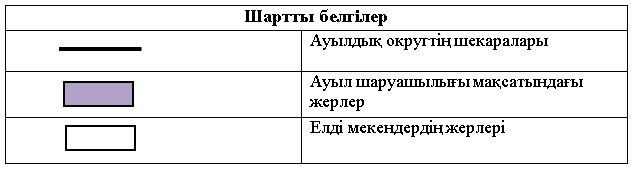 Шартты белгілер
Ауылдық округтің шекаралары
Ауыл шаруашылығы мақсатындағы
жерлер
Елді мекендердің жерлері